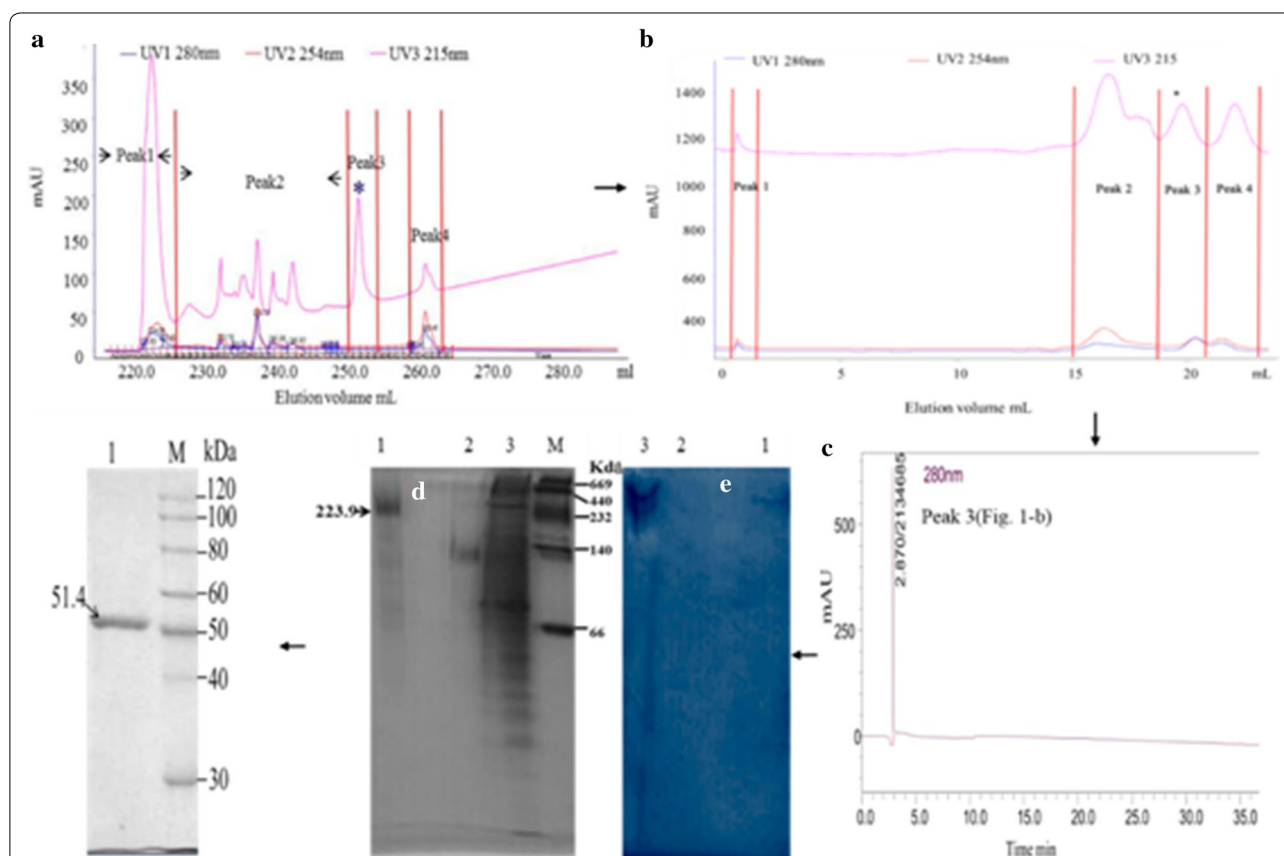 a
UV1 280nm UV2 254nm UV3 215nm
350
300
250
200
150
100
50
0
mAU
Peak1
Peak2
Peak3
*
Peak4
220.0 230.0 240.0 250.0 260.0 270.0 280.0 ml
Elution volume mL
b
UV1 280nm UV2 254nm UV3 215
1400
1200
1000
800
600
400
mAU
*
Peak 1
Peak 2
Peak 3
Peak 4
0 5 10 15 20 mL
Elution volume mL
1 M kDa
120
100
80
60
50
40
30
51.4
1 2 3 M
Kda
d
669
440
232
140
66
223.9
3 2 1
e
c
280nm
Peak 3(Fig. 1-b)
2.870/2134685
500
250
0
mAU
0.0 5.0 10.0 15.0 20.0 25.0 30.0 35.0
Time min